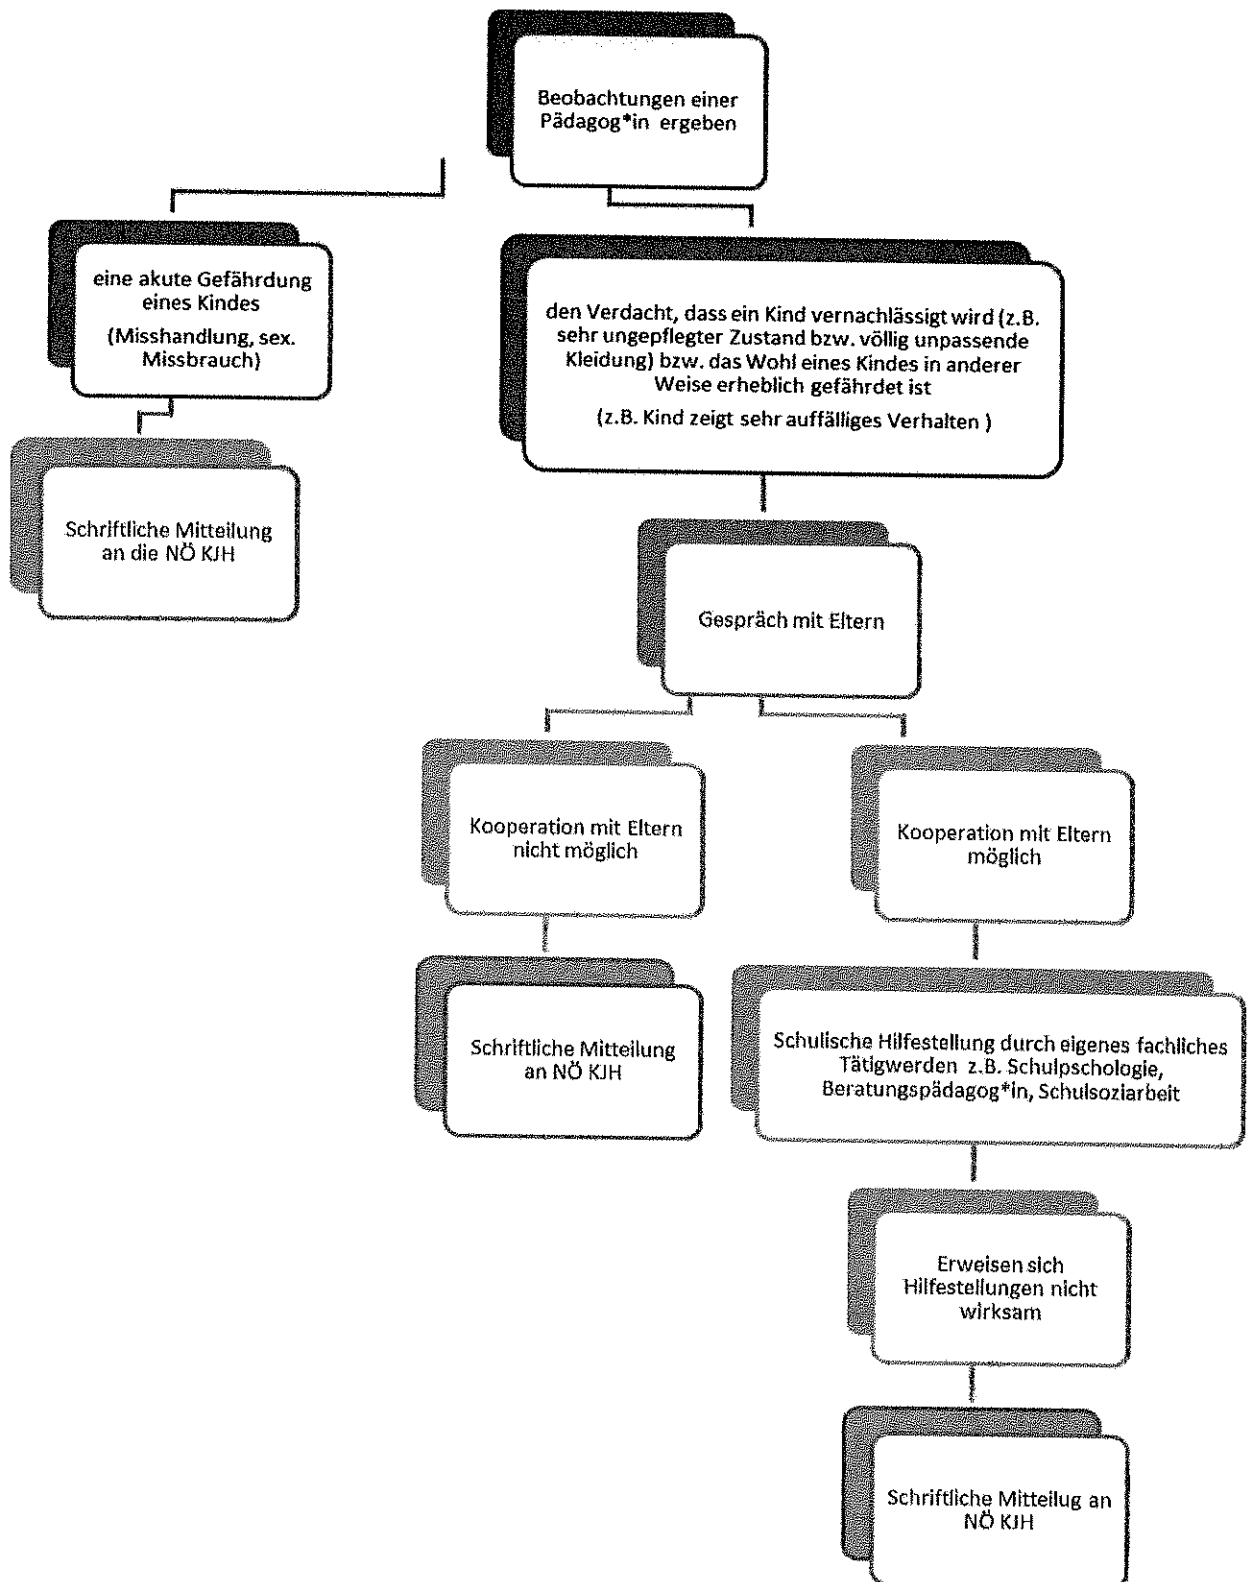 Beobachtungen einer
Pädagog*in ergeben
eine akute Gefährdung
eines Kindes
(Misshandlung, sex.
Missbrauch)
den Verdacht, dass ein Kind vernachlässigt wird (z.B.
sehr ungepflegter Zustand bzw. völlig unpassende
Kleidung) bzw. das Wohl eines Kindes in anderer
Weise erheblich gefährdet ist
(z.B. Kind zeigt sehr auffälliges Verhalten )
Schriftliche Mitteilung
an die NÖ KJH
Gespräch mit Eltern
Kooperation mit Eltern
nicht möglich
Kooperation mit Eltern
möglich
Schriftliche Mitteilung
an NÖ KJH
Schulische Hilfestellung durch eigenes fachliches
Tätigwerden z.B. Schulpschologie,
Beratungspädagog*in, Schulsoziarbeit
Erweisen sich
Hilfestellungen nicht
wirksam
Schriftliche Mitteilug an
NÖ KJH